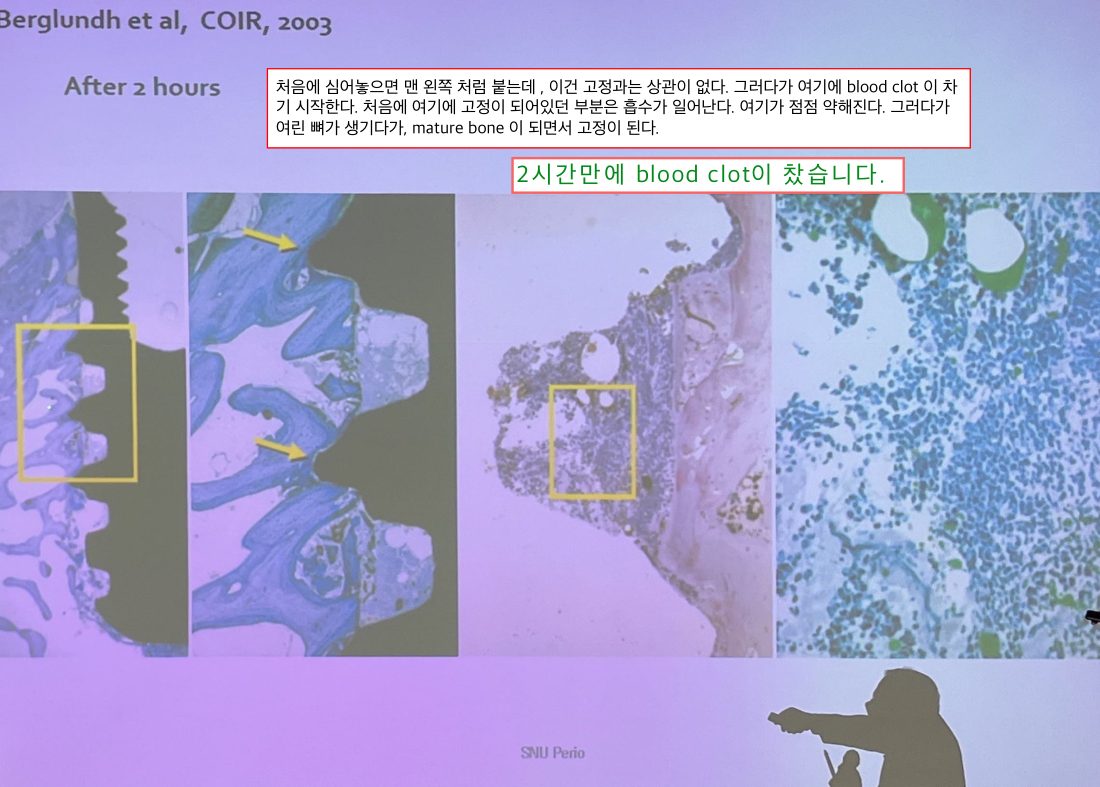 Berglundh et al, COIR, 2003
After 2 hours
처음에 심어놓으면 맨 왼쪽 처럼 붙는데 , 이건 고정과는 상관이 없다. 그러다가 여기에 blood clot 이 차
기 시작한다. 처음에 여기에 고정이 되어있던 부분은 흡수가 일어난다. 여기가 점점 약해진다. 그러다가
여린 뼈가 생기다가, mature bone 이 되면서 고정이 된다.
2시간만에 blood clot이 찼습니다.
SNU Perio